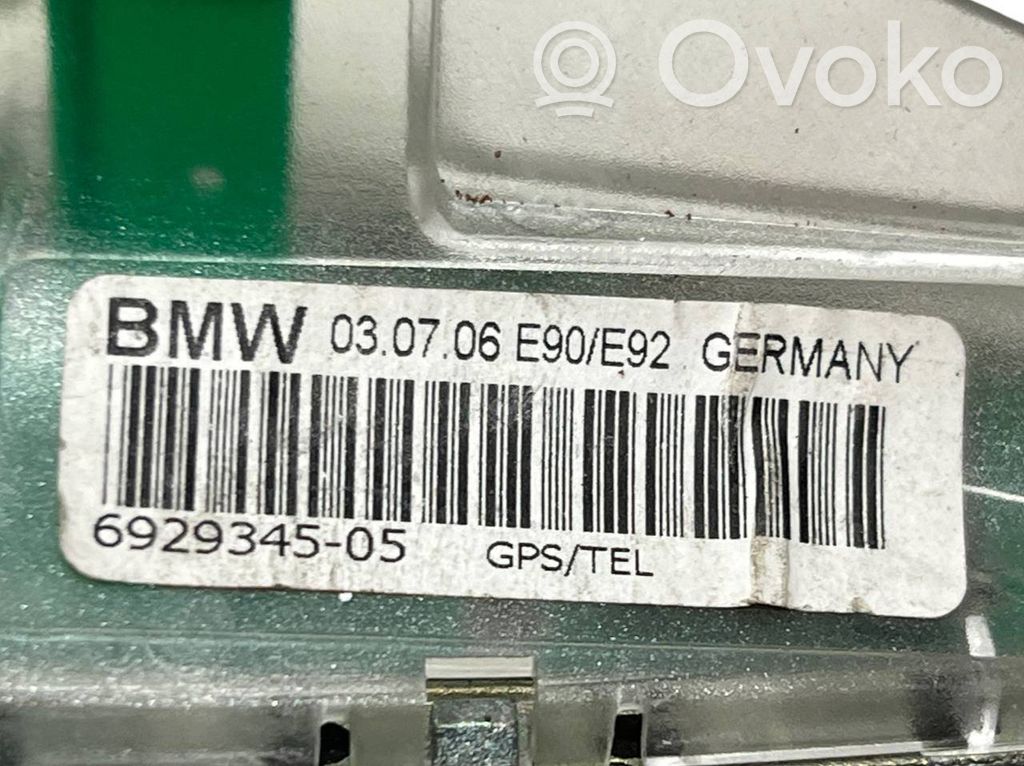 Ovoko
BMW 03.07.06 E90/E92 GERMANY
6929345-05 GPS/TEL